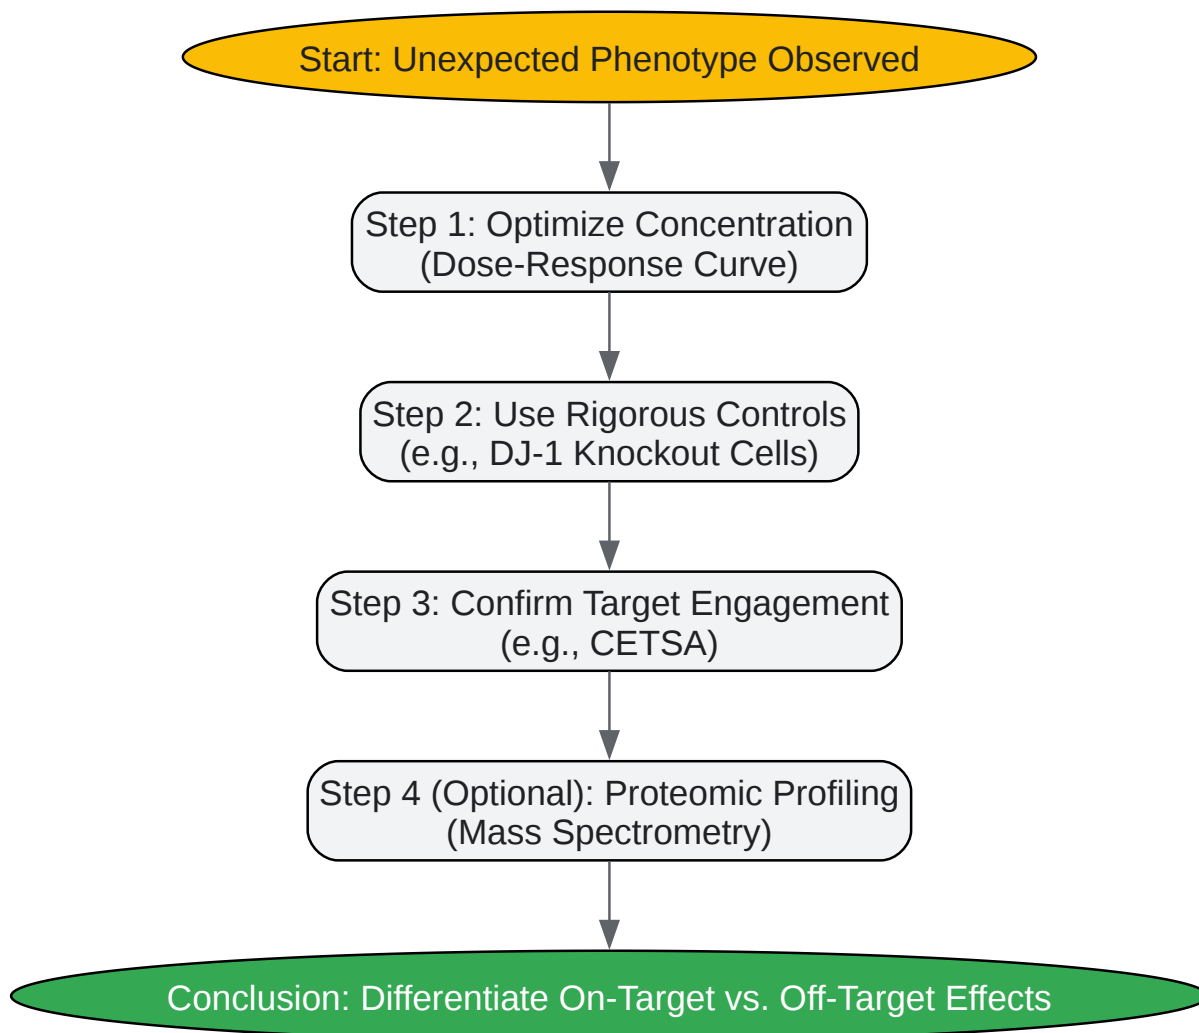 Start: Unexpected Phenotype Observed
Step 1: Optimize Concentration
(Dose-Response Curve)
Step 2: Use Rigorous Controls
(e.g., DJ-1 Knockout Cells)
Step 3: Confirm Target Engagement
(e.g., CETSA)
Step 4 (Optional): Proteomic Profiling
(Mass Spectrometry)
Conclusion: Differentiate On-Target vs. Off-Target Effects